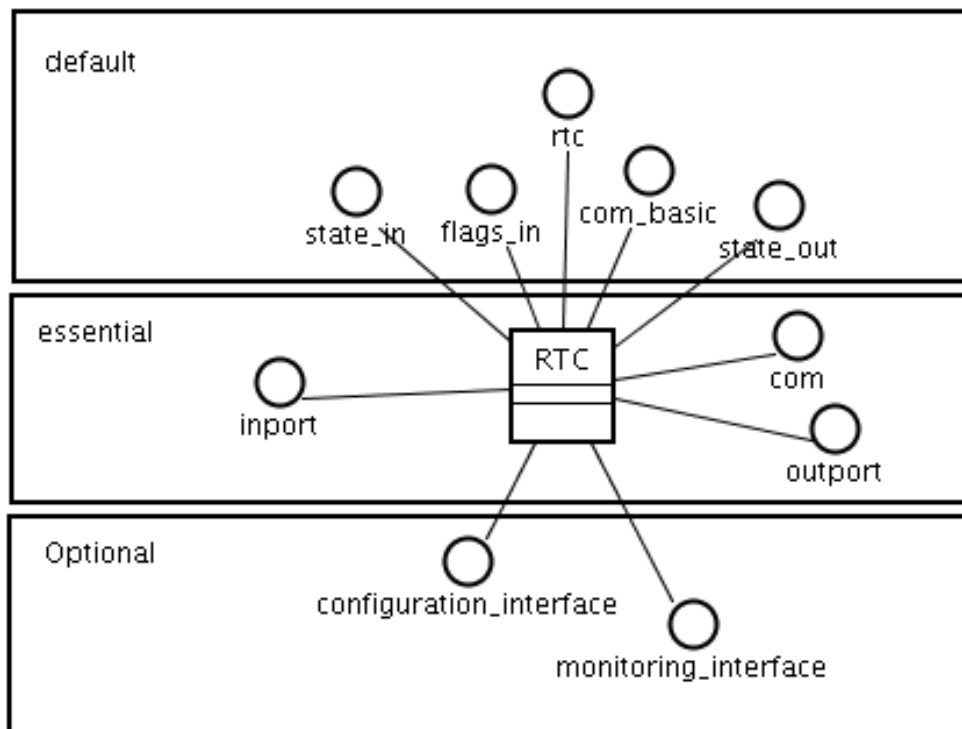 default
rtc
com_basic
state_in
flags_in
state_out
essential
RTC
com
inport
outport
Optional
configuration_interface
monitoring_interface